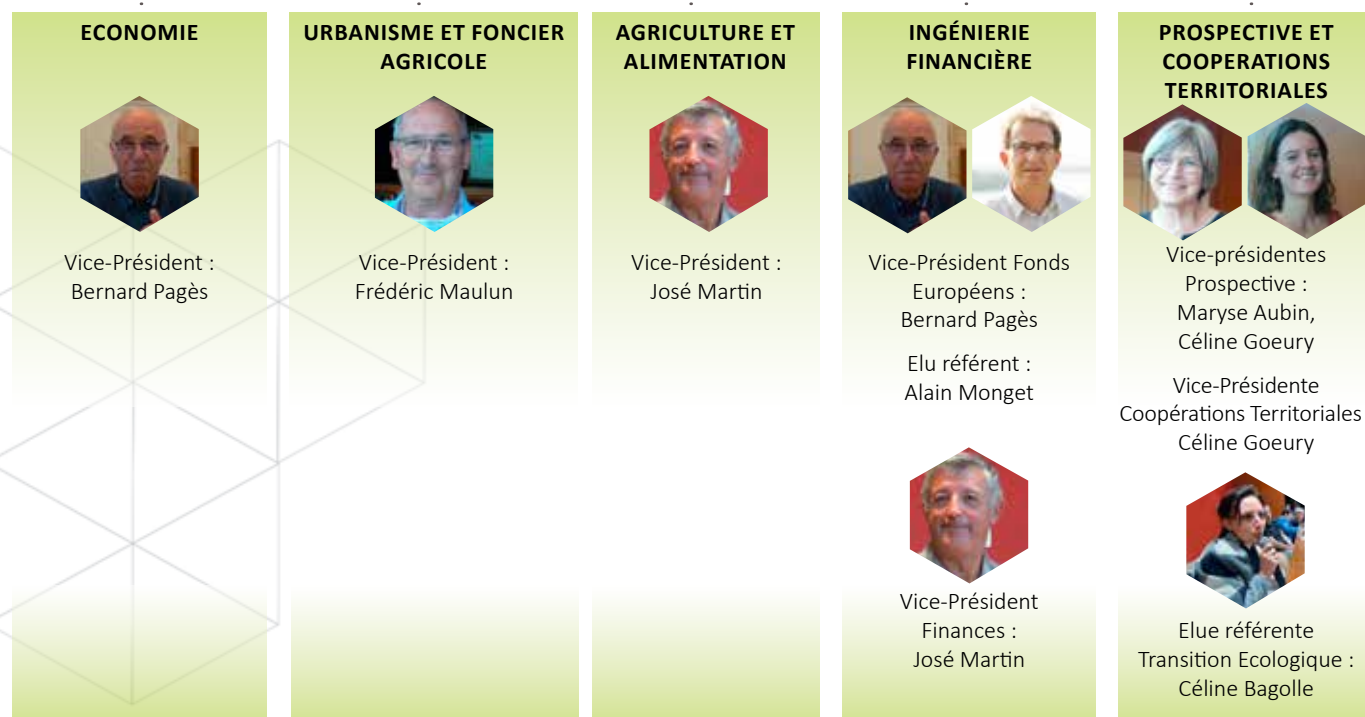 ECONOMIE
Vice-Président :
Bernard Pagès
URBANISME ET FONCIER
AGRICOLE
Vice-Président :
Frédéric Maulun
AGRICULTURE ET
ALIMENTATION
Vice-Président :
José Martin
INGÉNIERIE
FINANCIÈRE
Vice-Président Fonds
Européens :
Bernard Pagès
Elu référent :
Alain Monget
Vice-Président
Finances :
José Martin
PROSPECTIVE ET
COOPERATIONS
TERRITORIALES
Vice-présidentes
Prospective :
Maryse Aubin,
Céline Goeury
Vice-Présidente
Coopérations Territoriales
Céline Goeury
Elue référente
Transition Ecologique :
Céline Bagolle